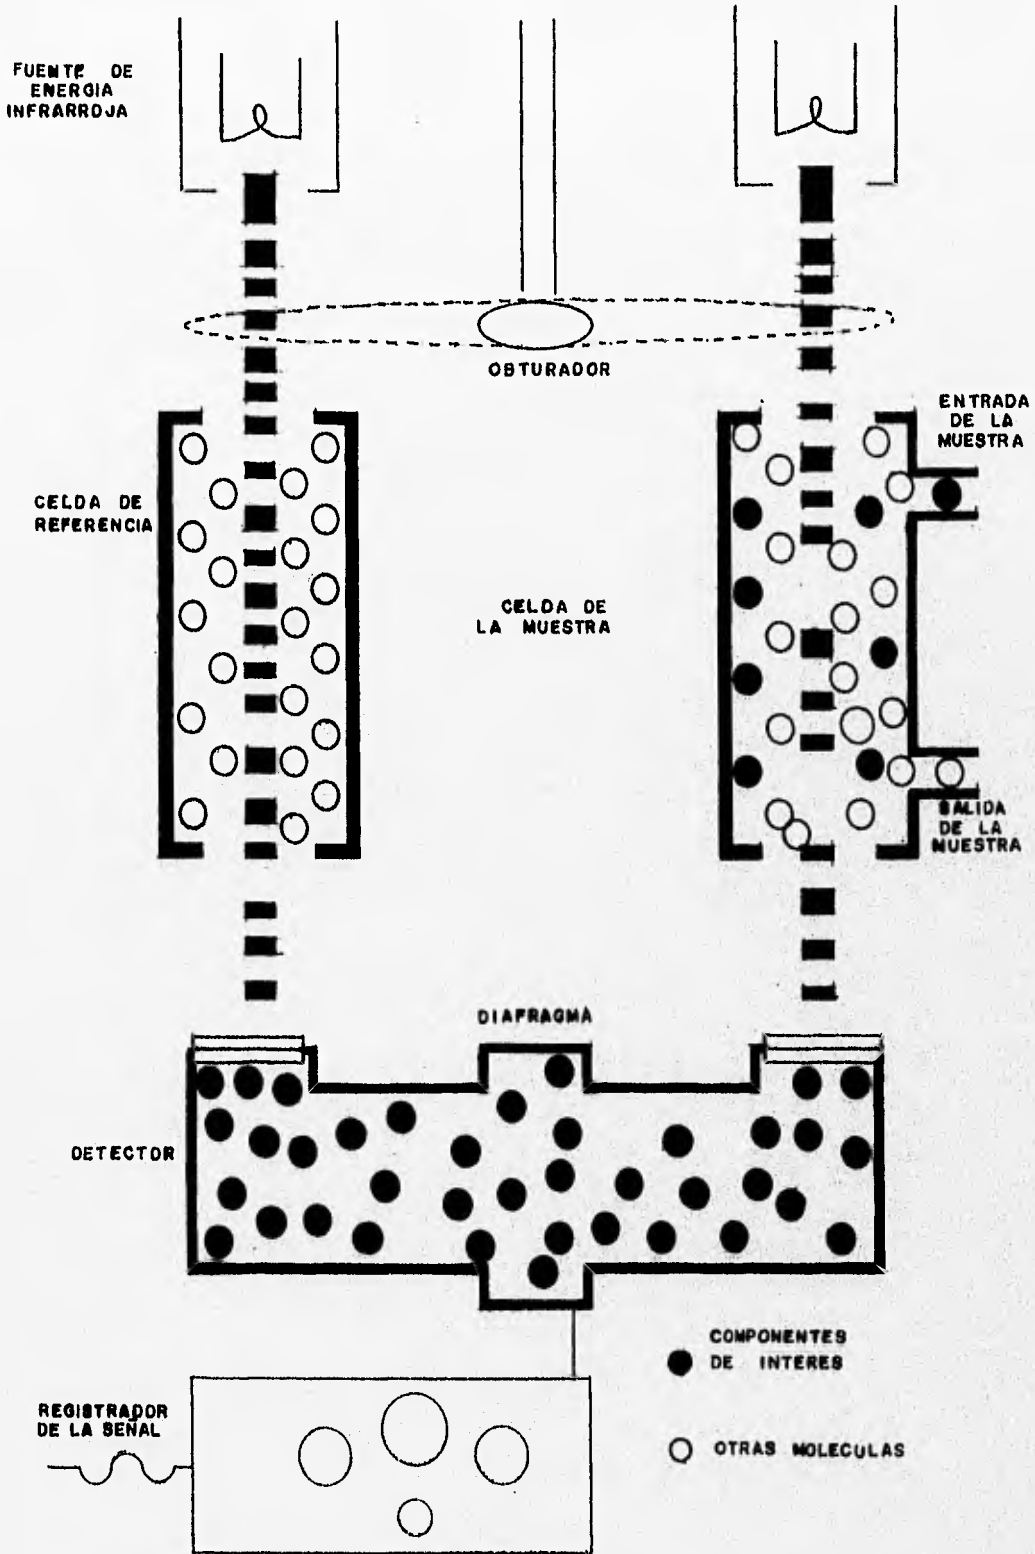 FUENTE DE
ENERGIA
INFRARROJA
OBTURADOR
ENTRADA
DE LA
MUESTRA
CELDA DE
REFERENCIA
CELDA DE
LA MUESTRA
SALIDA
DE LA
MUESTRA
DIAFRAGMA
DETECTOR
COMPONENTES
DE INTERES
REGISTRADOR
DE LA SEÑAL
OTRAS MOLECULAS